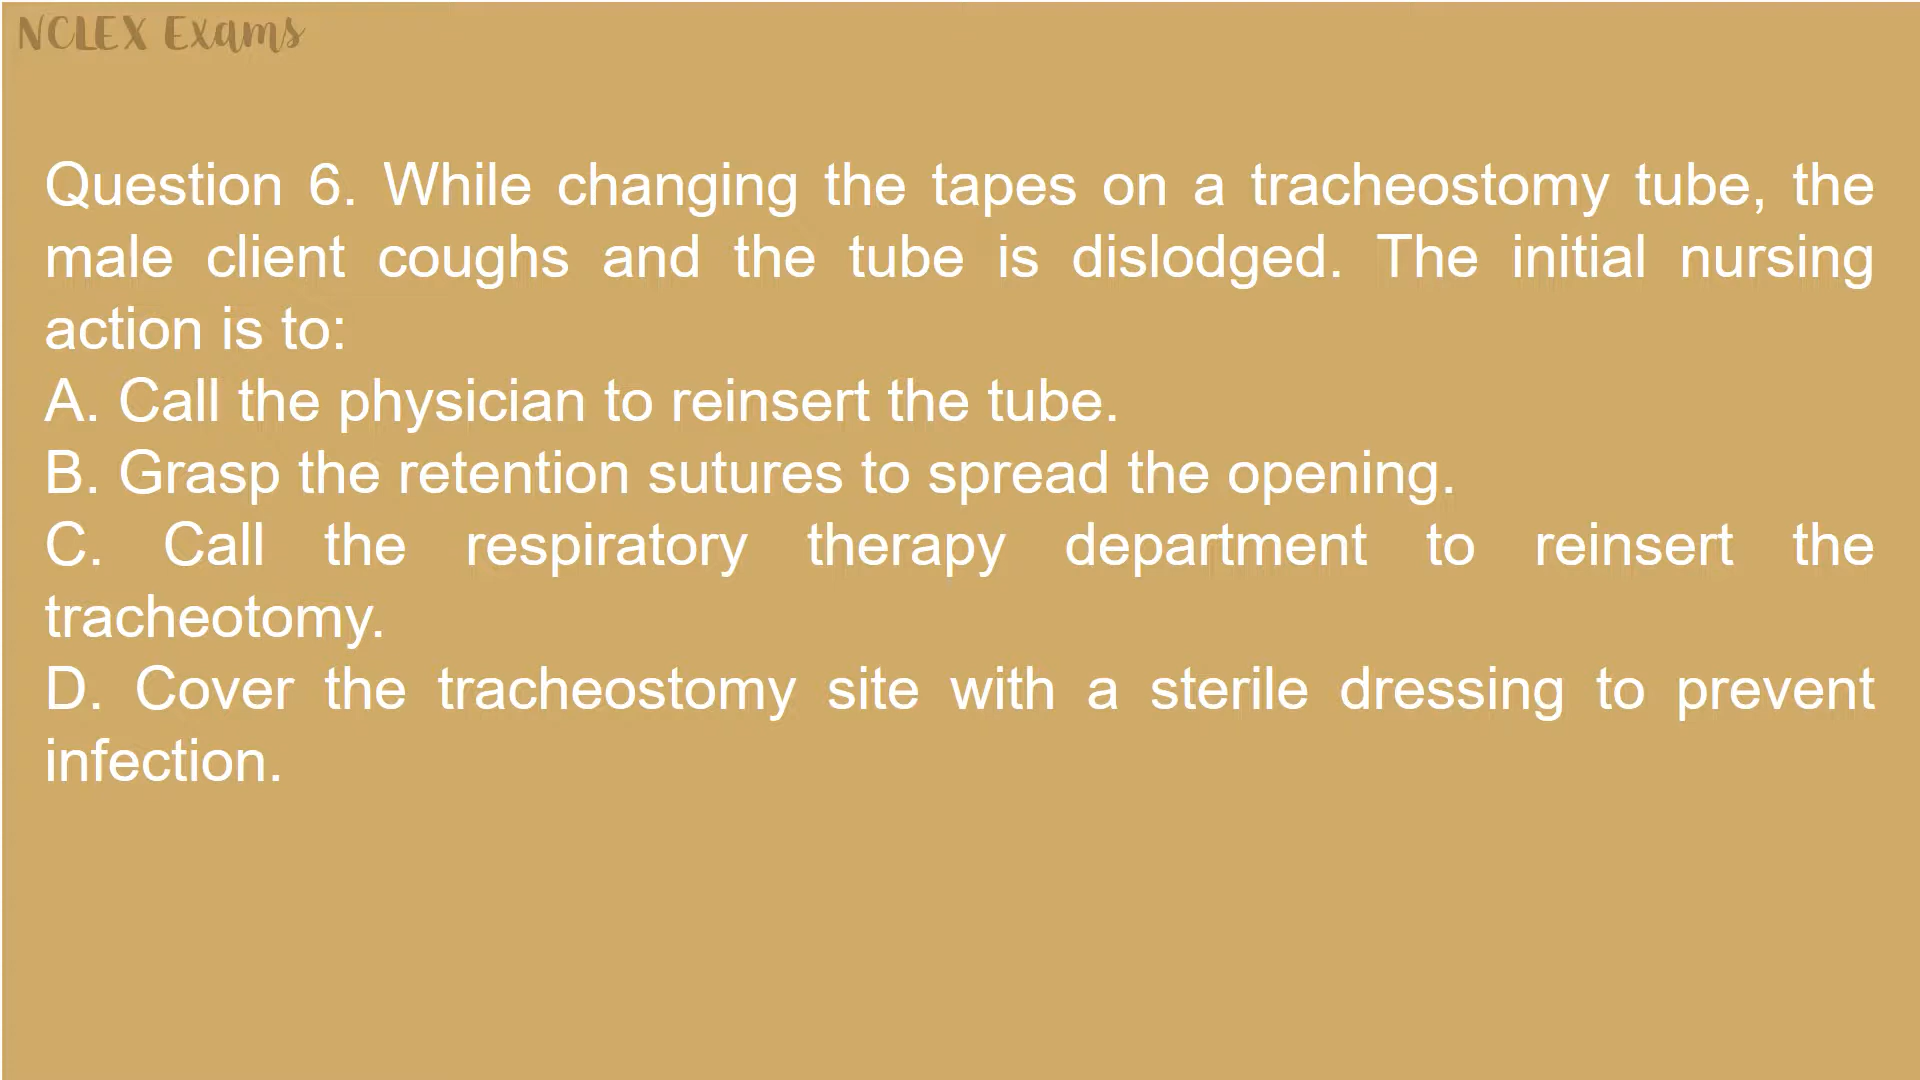 NCLEX Exams
Question 6. While changing the tapes on a tracheostomy tube, the
male client coughs and the tube is dislodged. The initial nursing
action is to:
A. Call the physician to reinsert the tube.
B. Grasp the retention sutures to spread the opening.
C. Call the respiratory therapy department to reinsert the
tracheotomy.
D. Cover the tracheostomy site with a sterile dressing to prevent
infection.